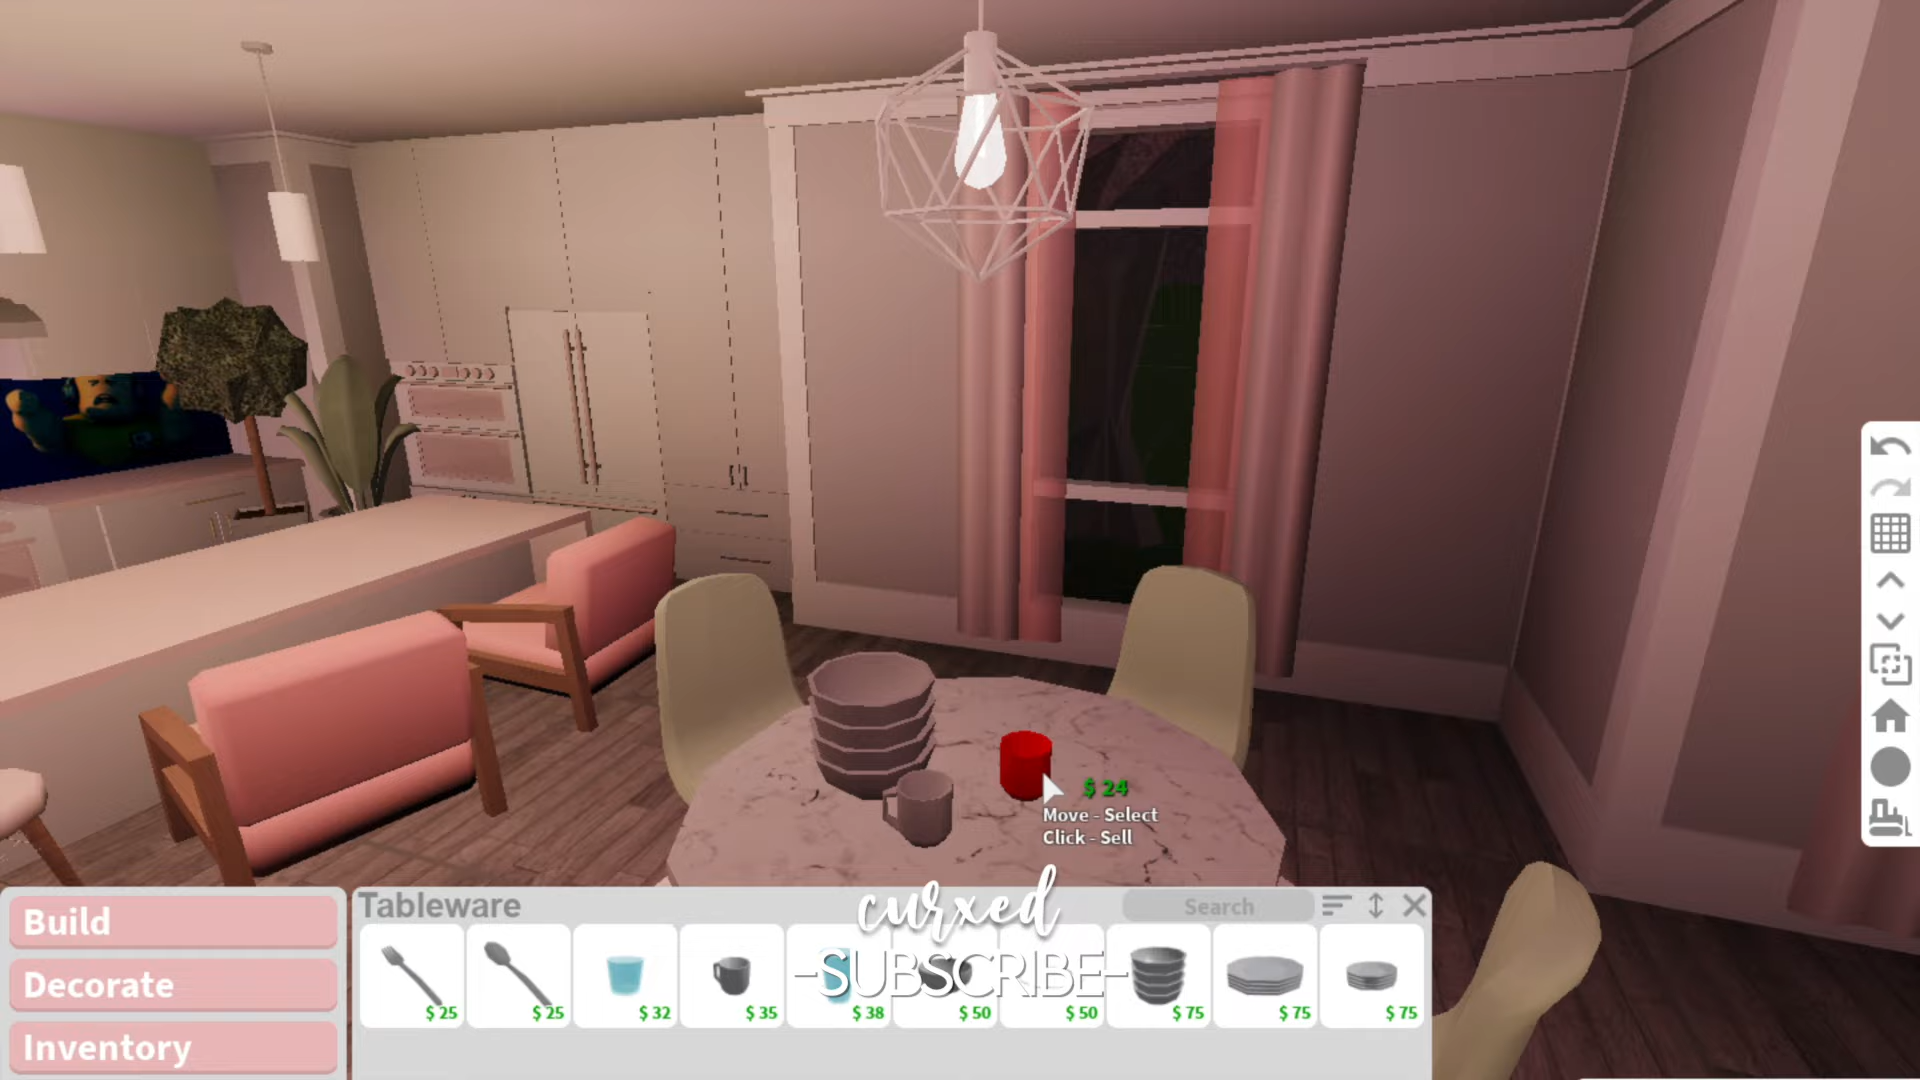 $ 24
Move - Select
Click - Sell
Build
Decorate
Inventory
Tableware
Search
curxed
-SUBSCRIBE-
$ 25
$ 25
$ 32
$ 35
$ 38
$ 50
$ 50
$ 75
$ 75
$ 75